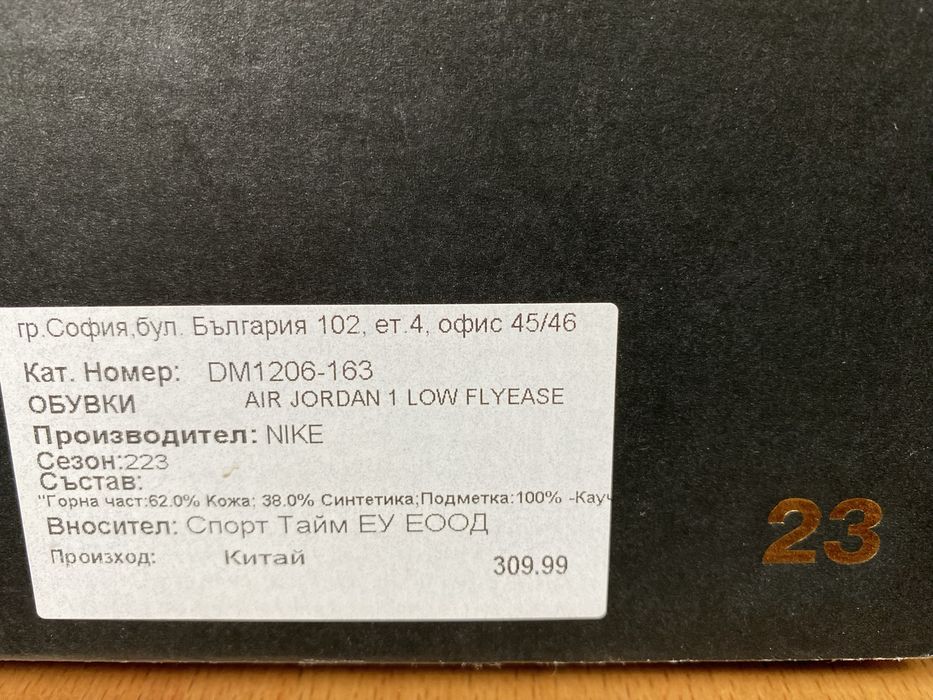 гр.София,бул. България 102, ет.4, офис 45/46
Кат. Номер: DM1206-163
ОБУВКИ AIR JORDAN 1 LOW FLYEASE
Производител: NIKE
Сезон:223
Състав:
"Горна част:62.0% Кожа; 38.0% Синтетика;Подметка:100% -Кауч
Вносител: Спорт Тайм ЕУ ЕООД
Произход: Китай 309.99
23